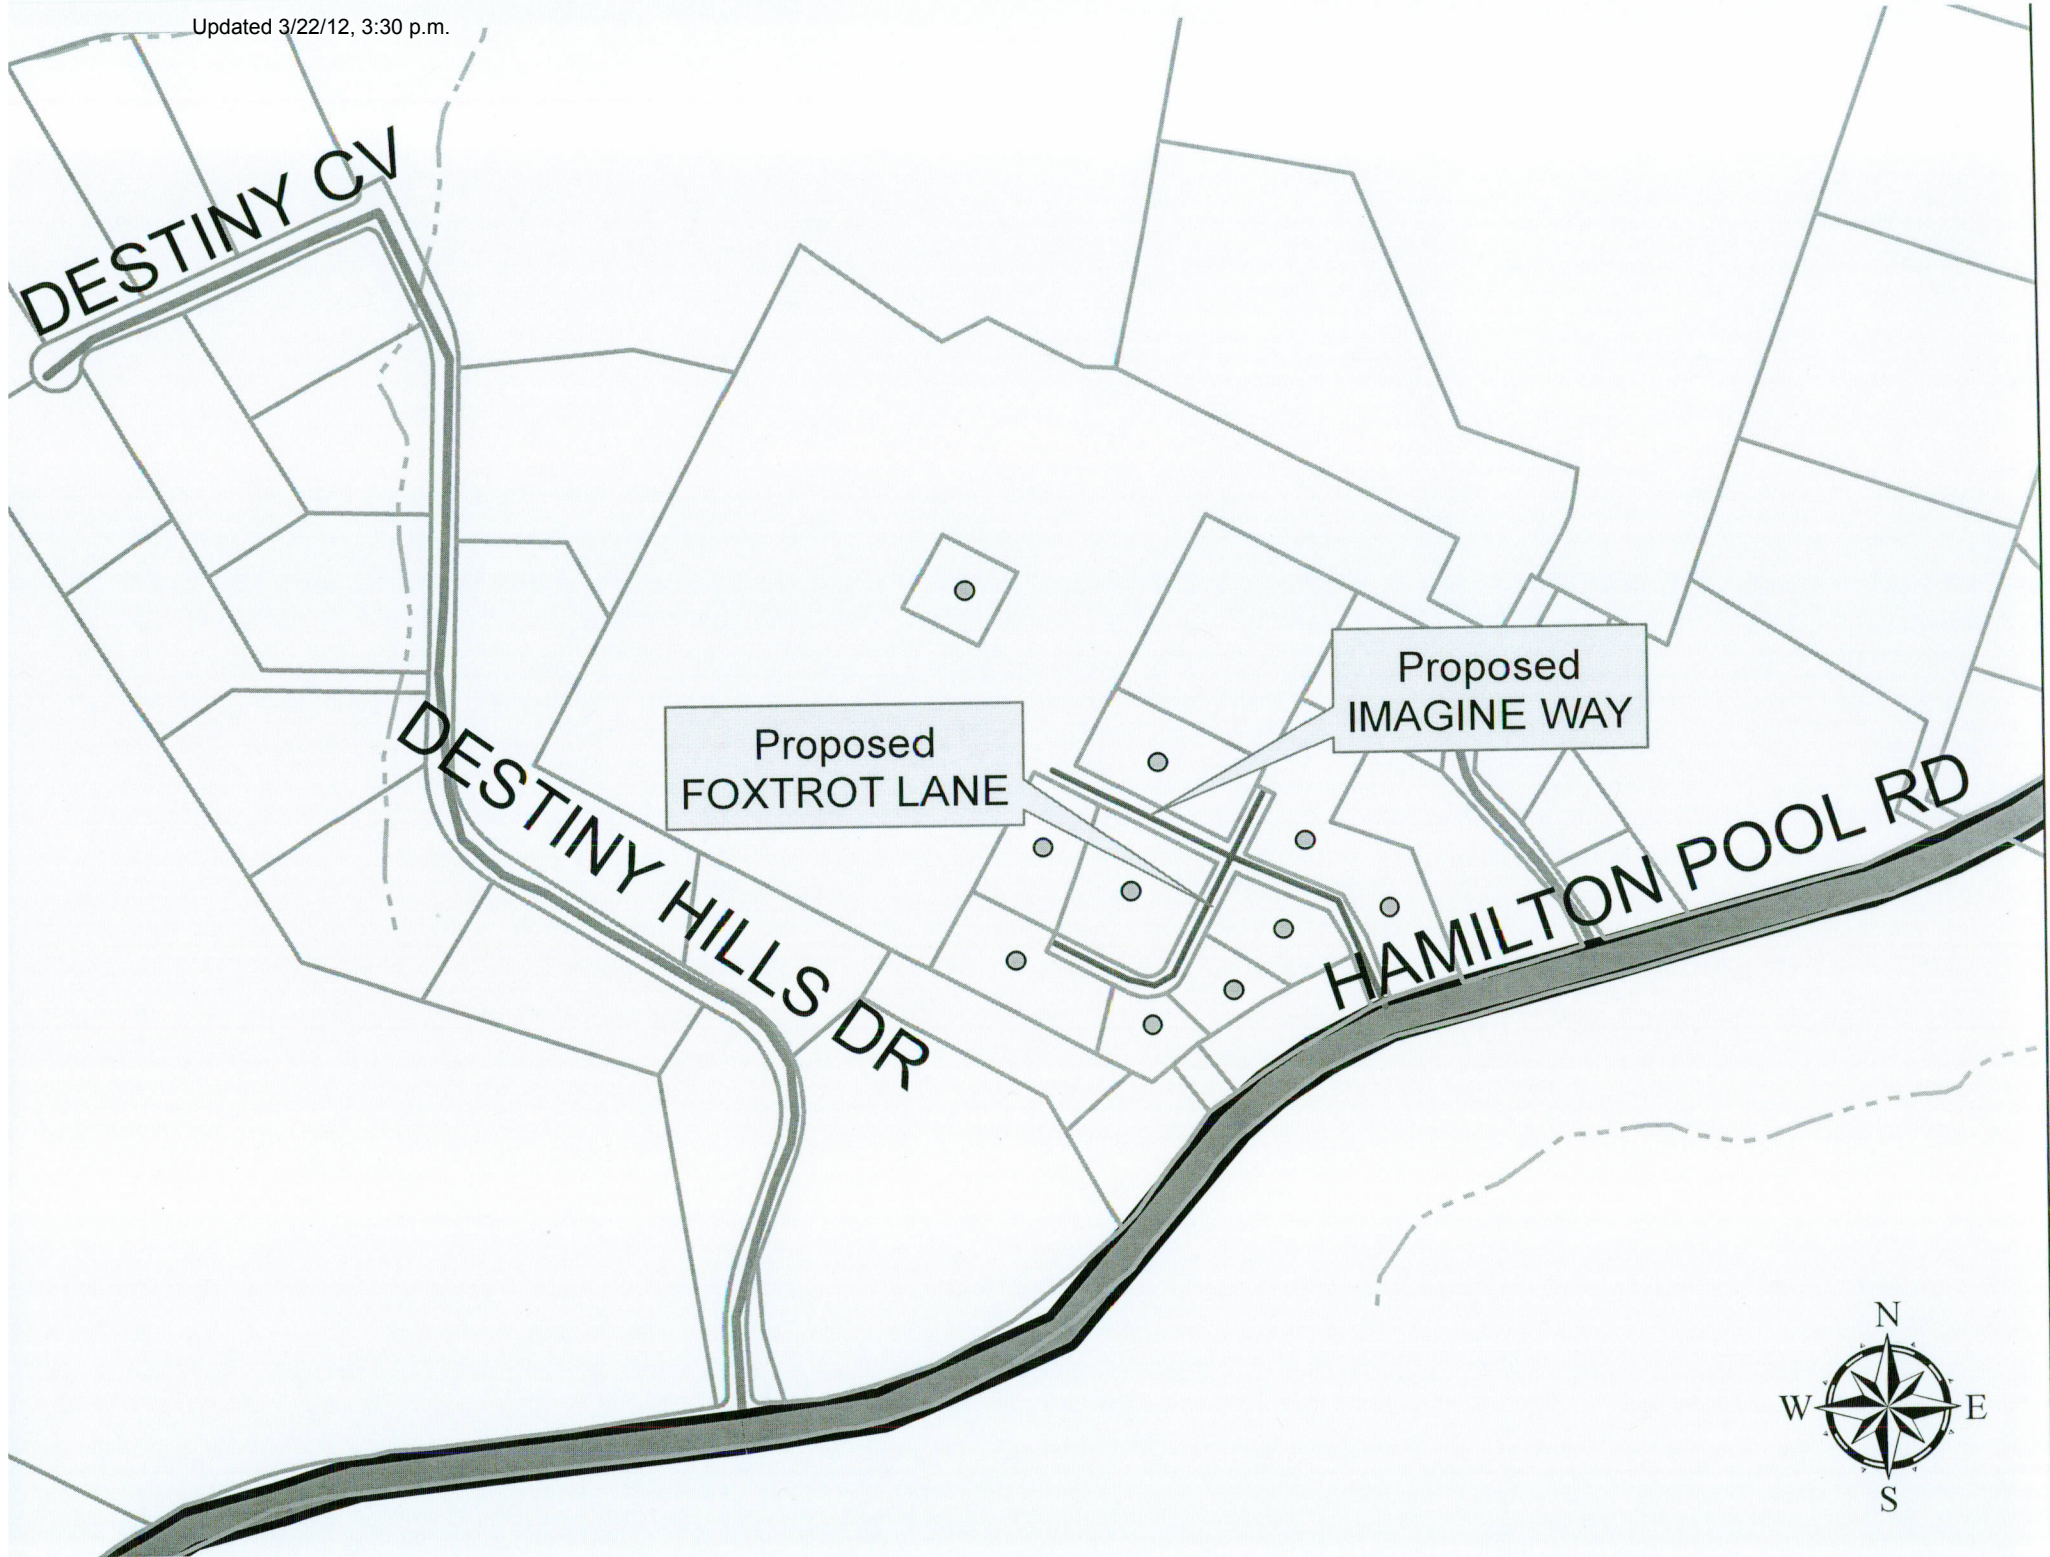 Updated 3/22/12, 3:30 p.m.
DESTINY CV
Proposed
IMAGINE WAY
Proposed
FOXTROT LANE
DESTINY HILLS DR
HAMILTON POOL RD
N
W
E
S